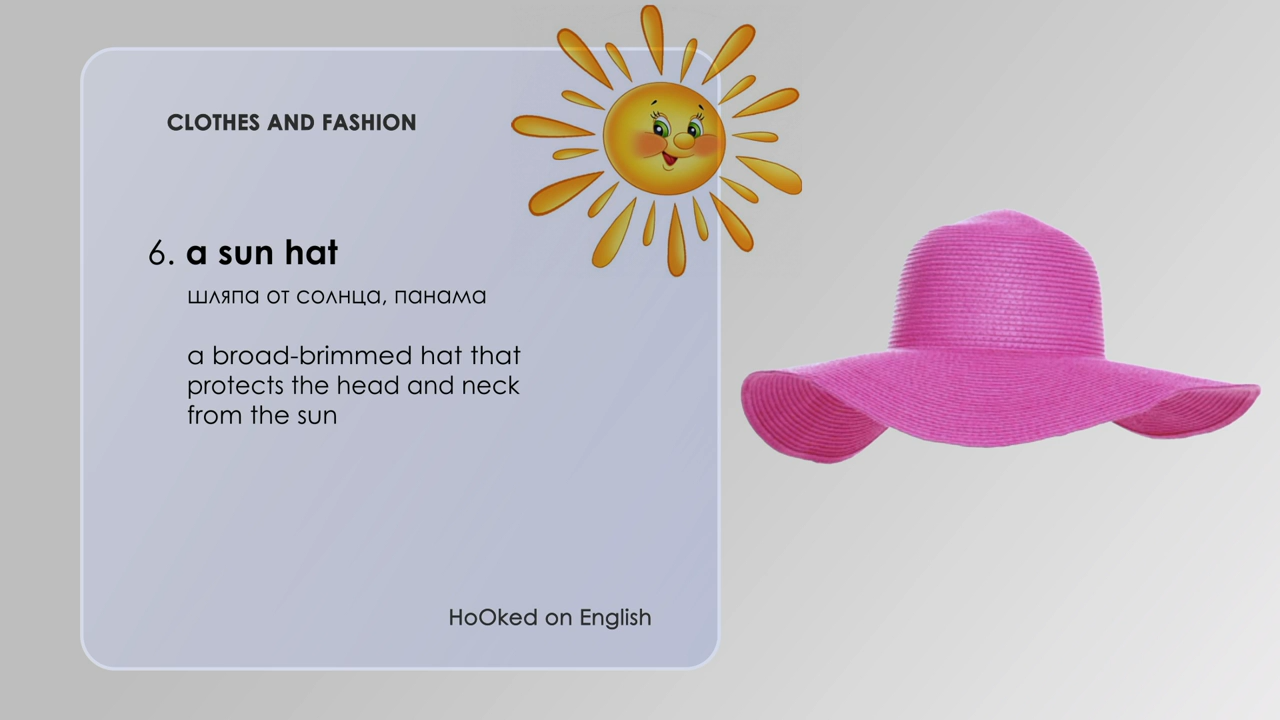 CLOTHES AND FASHION
6. a sun hat
шляпа от солнца, панама
a broad-brimmed hat that
protects the head and neck
from the sun
HoOked on English